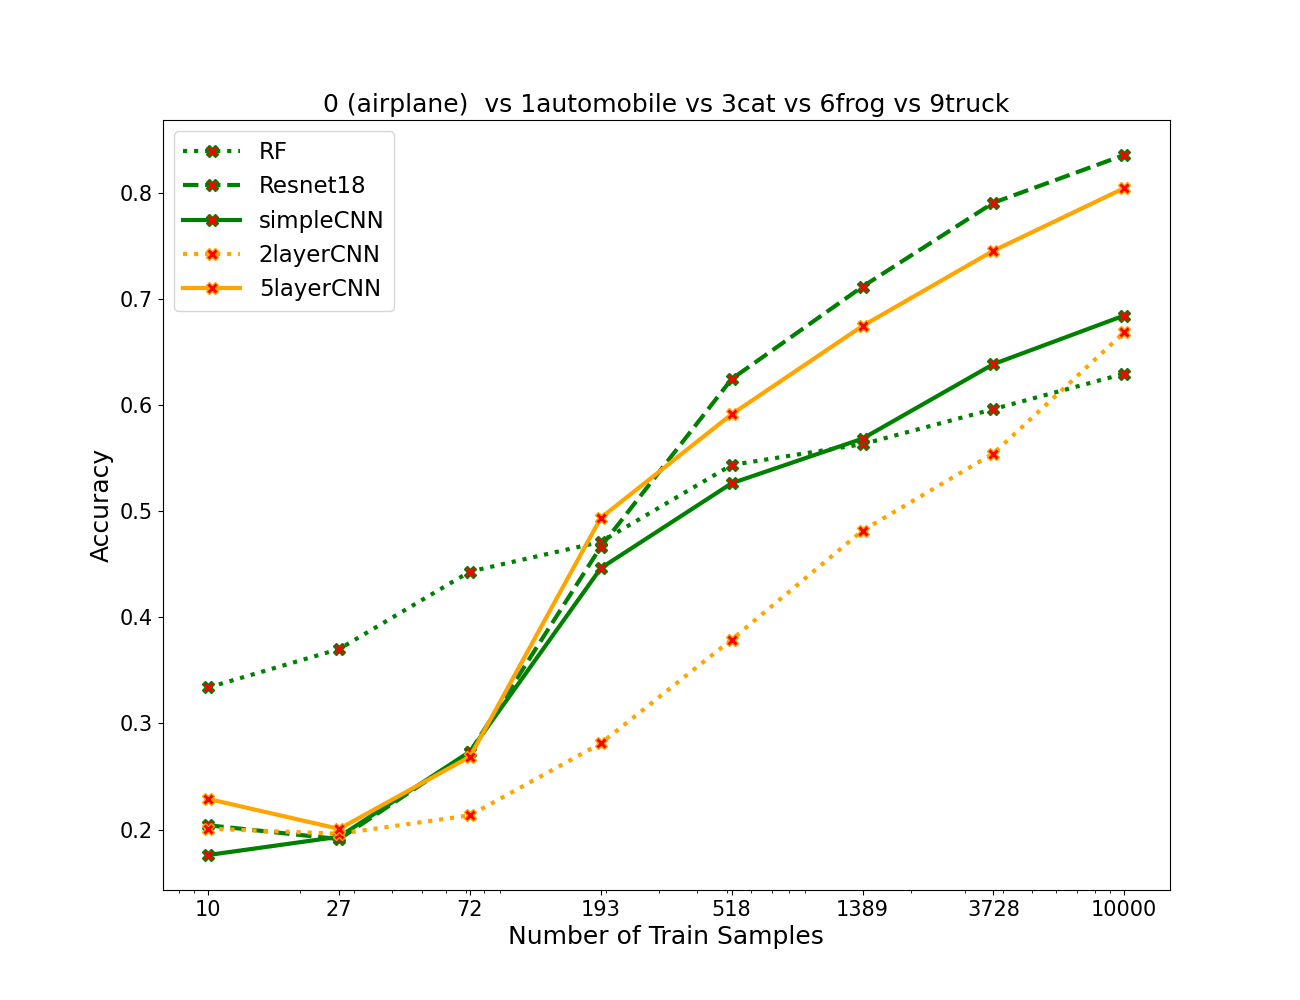 0 (airplane)  vs 1automobile vs 3cat vs 6frog vs 9truck
RF
Resnet18
simpleCNN
2layerCNN
5layerCNN
0.8
0.7
0.6
0.5
0.4
0.3
0.2
Accuracy
10 27 72 193 518 1389 3728 10000
Number of Train Samples